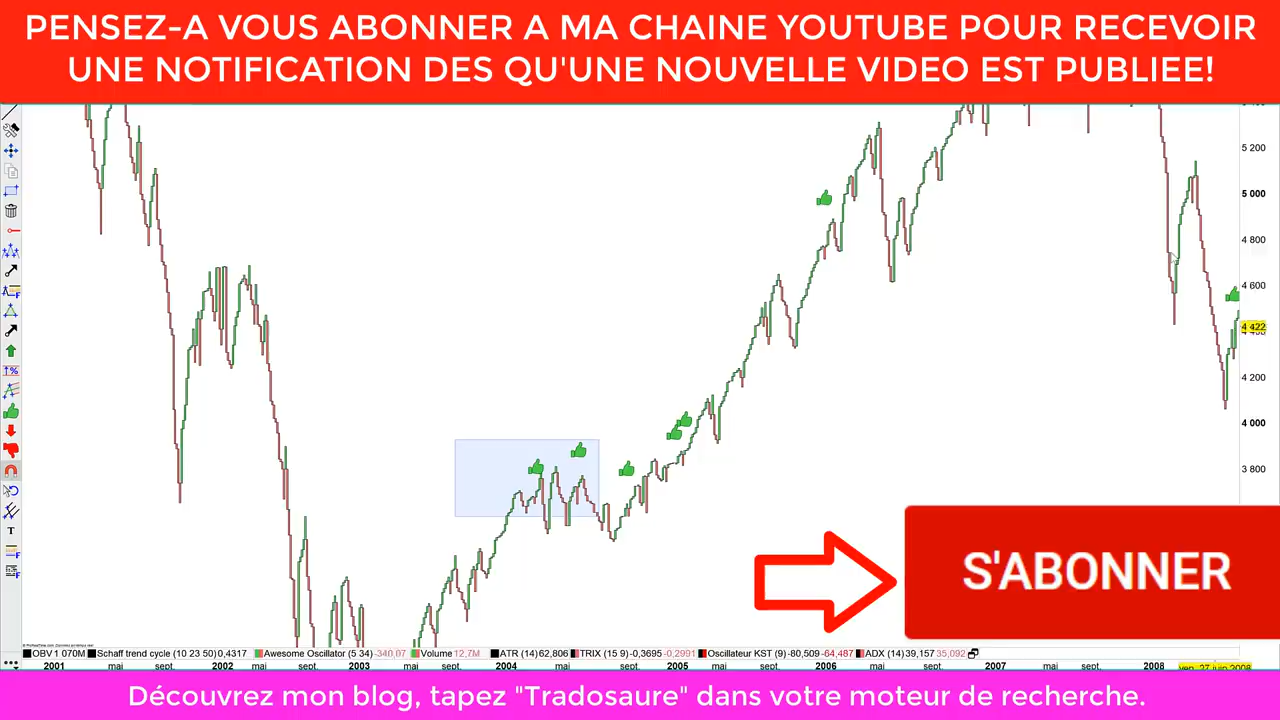 PENSEZ-A VOUS ABONNER A MA CHAINE YOUTUBE POUR RECEVOIR
UNE NOTIFICATION DES QU'UNE NOUVELLE VIDEO EST PUBLIEE!
5 200
5 000
4 800
4 600
4 422
4 200
4 000
3 800
S'ABONNER
OBV 1 070M Schaff trend cycle (10 23 50) 0,4317 Awesome Oscillator (5 34) -340,07 Volume 12,7M ATR (14) 62,806 TRIX (15 9) -0,3695 -0,2991 Oscillateur KST (9) -80,509 -64,487 ADX (14) 39,157 35,092
2001 mai sept. 2002 mai sept. 2003 mai sept. 2004 mai sept. 2005 mai sept. 2006 mai sept. 2007 mai sept. 2008 ven. 27 juin 2008
Découvrez mon blog, tapez "Tradosaure" dans votre moteur de recherche.